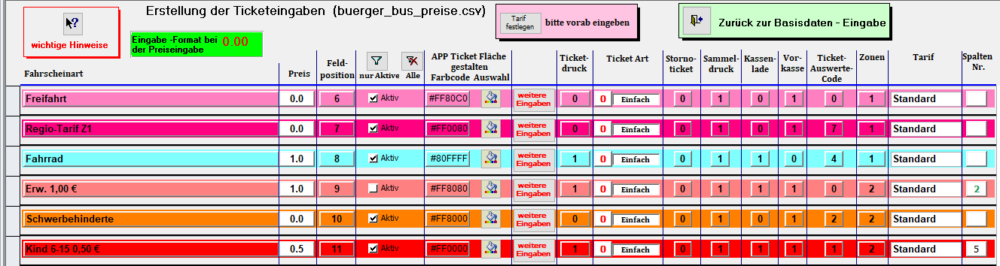 Erstellung der Ticketeingaben (buerger_bus_preise.csv)
wichtige Hinweise
Eingabe -Format bei der Preiseingabe 0.00
Tarif festlegen bitte vorab eingeben
Zurück zur Basisdaten - Eingabe
Fahrscheinart Preis Feld-position nur Aktive Alle APP Ticket Fläche gestalten Farbcode Auswahl Ticket-druck Ticket Art Storno-ticket Sammel-druck Kassen-lade Vor-kasse Ticket-Auswerte-Code Zonen Tarif Spalten Nr.
Freifahrt 0.0 6 Aktiv #FF80C0 weitere Eingaben 0 0 Einfach 0 1 0 1 0 1 Standard
Regio-Tarif Z1 0.0 7 Aktiv #FF0080 weitere Eingaben 0 0 Einfach 0 1 0 1 7 1 Standard
Fahrrad 1.0 8 Aktiv #80FFFF weitere Eingaben 1 0 Einfach 0 1 1 0 4 1 Standard
Erw. 1,00 € 1.0 9 Aktiv #FF8080 weitere Eingaben 1 0 Einfach 0 1 1 1 0 2 Standard 2
Schwerbehinderte 0.0 10 Aktiv #FF8000 weitere Eingaben 0 0 Einfach 0 1 0 1 2 2 Standard
Kind 6-15 0,50 € 0.5 11 Aktiv #FF0000 weitere Eingaben 1 0 Einfach 0 1 1 1 1 2 Standard 5